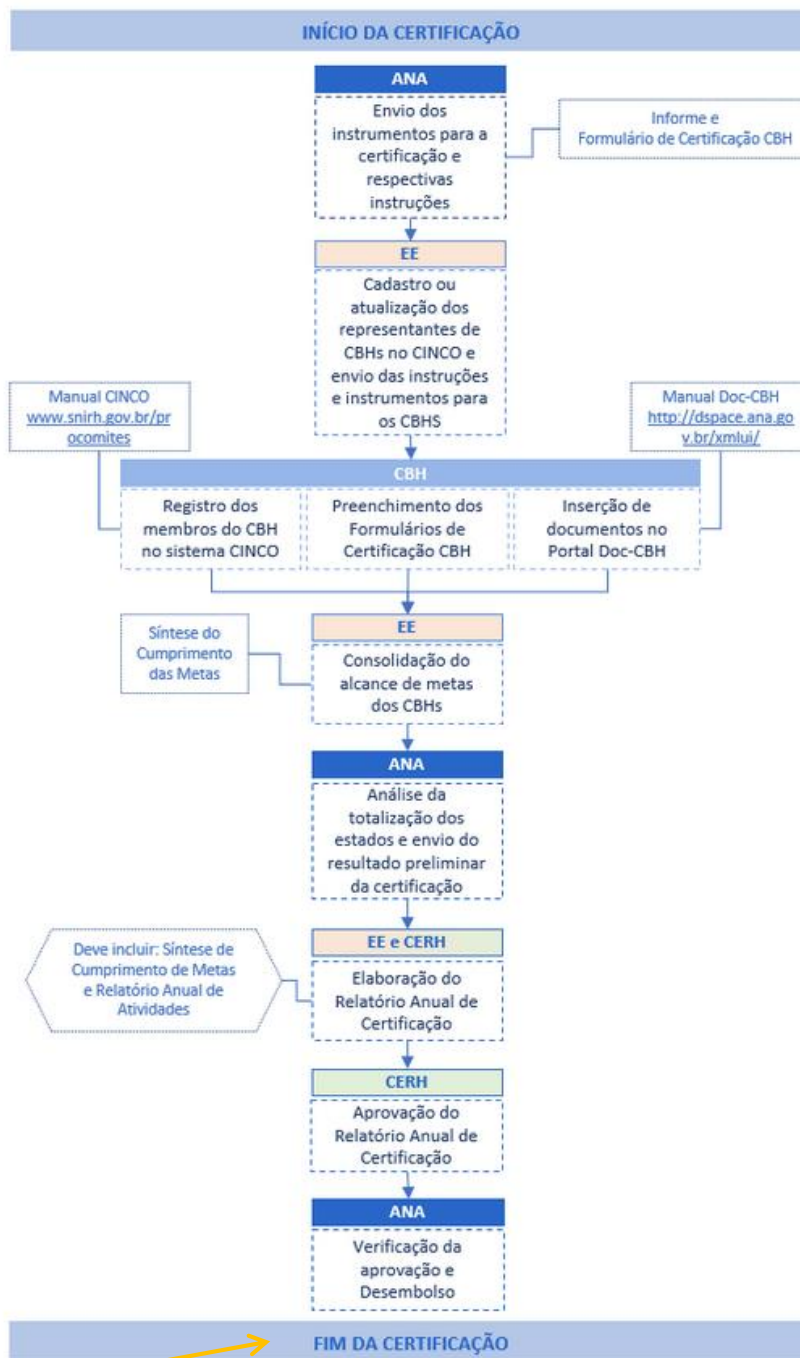 INÍCIO DA CERTIFICAÇÃO
ANA
Envio dos
instrumentos para a
certificação e
respectivas
instruções
Informe e
Formulário de Certificação CBH
EE
Cadastro ou
atualização dos
representantes de
CBHs no CINCO e
envio das instruções
e instrumentos para
os CBHS
Manual CINCO
www.snirh.gov.br/pr
ocomites
Manual Doc-CBH
http://dspace.ana.go
v.br/xmlui/
CBH
Registro dos
membros do CBH
no sistema CINCO
Preenchimento dos
Formulários de
Certificação CBH
Inserção de
documentos no
Portal Doc-CBH
EE
Síntese do
Cumprimento
das Metas
Consolidação do
alcance de metas
dos CBHs
ANA
Análise da
totalização dos
estados e envio do
resultado preliminar
da certificação
EE e CERH
Deve incluir: Síntese de
Cumprimento de Metas
e Relatório Anual de
Atividades
Elaboração do
Relatório Anual de
Certificação
CERH
Aprovação do
Relatório Anual de
Certificação
ANA
Verificação da
aprovação e
Desembolso
FIM DA CERTIFICAÇÃO